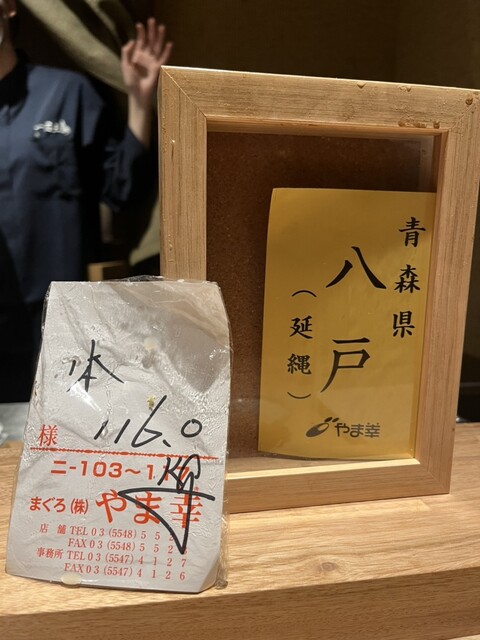 青森県
八戸
（延縄）
やま幸
116.0
様
ニ-103〜1
まぐろ(株) やま幸
店舗 TEL 03 (5548) 5 5 2
FAX 03 (5548) 5 5 2
事務所 TEL 03 (5547) 4 1 2 7
FAX 03 (5547) 4 1 2 6